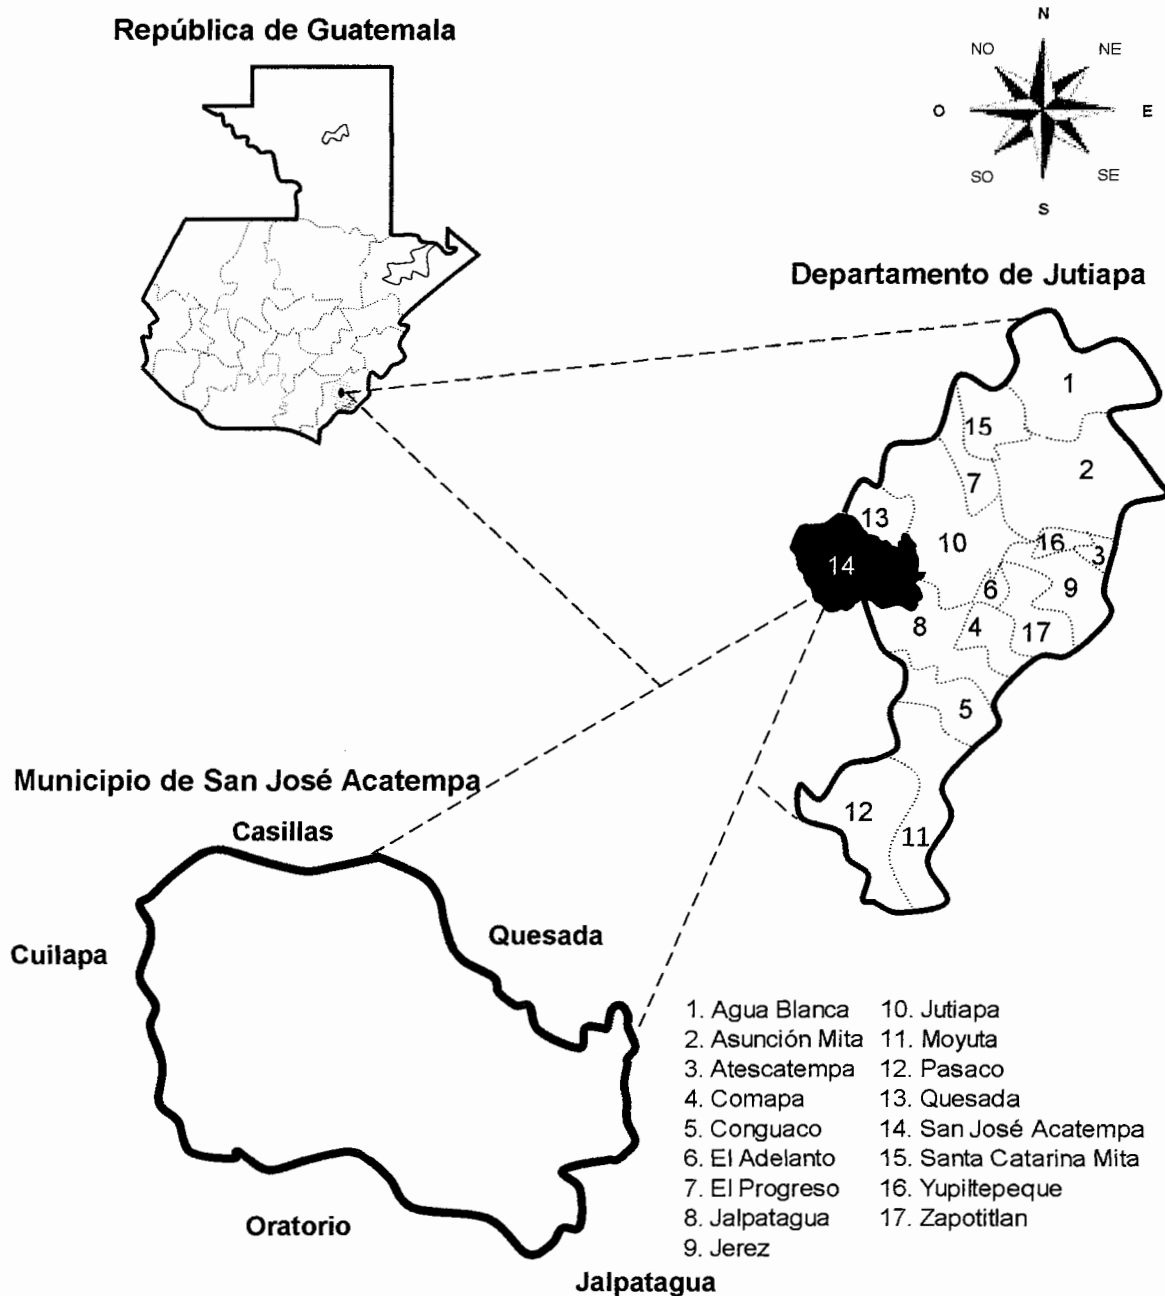 República de Guatemala
N
NO
NE
O
E
SO
SE
S
Departamento de Jutiapa
1
15
2
7
13
10
16
3
14
6
9
8
4
17
5
12
11
Municipio de San José Acatempa
Casillas
Cuilapa
Quesada
Oratorio
Jalpatagua
1. Agua Blanca
2. Asunción Mita
3. Atescatempa
4. Comapa
5. Conguaco
6. El Adelanto
7. El Progreso
8. Jalpatagua
9. Jerez
10. Jutiapa
11. Moyuta
12. Pasaco
13. Quesada
14. San José Acatempa
15. Santa Catarina Mita
16. Yupiltepeque
17. Zapotitlan